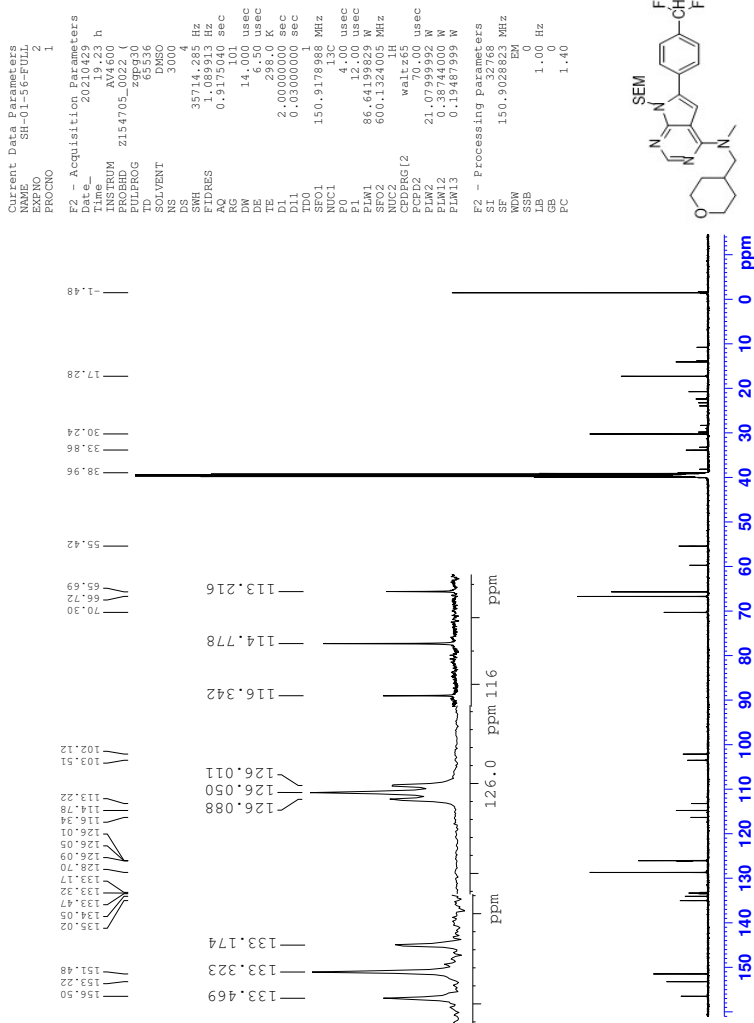 Current Data Parameters
NAME SH-01-56-FULL
EXPNO 2
PROCNO 1
F2 - Acquisition Parameters
Date_ 20210429
Time 19.23 h
INSTRUM AV4600
PROBHD Z154705_0022 (
PULPROG zgpg30
TD 65536
SOLVENT DMSO
NS 3000
DS 4
SWH 35714.285 Hz
FIDRES 1.089913 Hz
AQ 0.9175040 sec
RG 101
DW 14.000 usec
DE 6.50 usec
TE 298.0 K
D1 2.00000000 sec
D11 0.03000000 sec
TD0 1
SFO1 150.9178988 MHz
NUC1 13C
P0 4.00 usec
P1 12.00 usec
PLW1 86.64199829 W
SFO2 600.1324005 MHz
NUC2 1H
CPDPRG[2 waltz65
PCPD2 70.00 usec
PLW2 21.07999992 W
PLW12 0.38744000 W
PLW13 0.19487999 W
F2 - Processing parameters
SI 32768
SF 150.9028823 MHz
WDW EM
SSB 0
LB 1.00 Hz
GB 0
PC 1.40
156.50
153.22
151.48
135.02
134.05
133.47
133.32
133.17
128.70
126.09
126.05
126.01
116.34
114.78
113.22
103.51
102.12
70.30
66.72
65.69
55.42
38.96
33.86
30.24
17.28
-1.48
133.469
133.323
133.174
ppm
126.088
126.050
126.011
126.0 ppm
116.342
114.778
113.216
116 ppm
SEM
N
N
N
N
O
F
CH
F
150 140 130 120 110 100 90 80 70 60 50 40 30 20 10 0 ppm